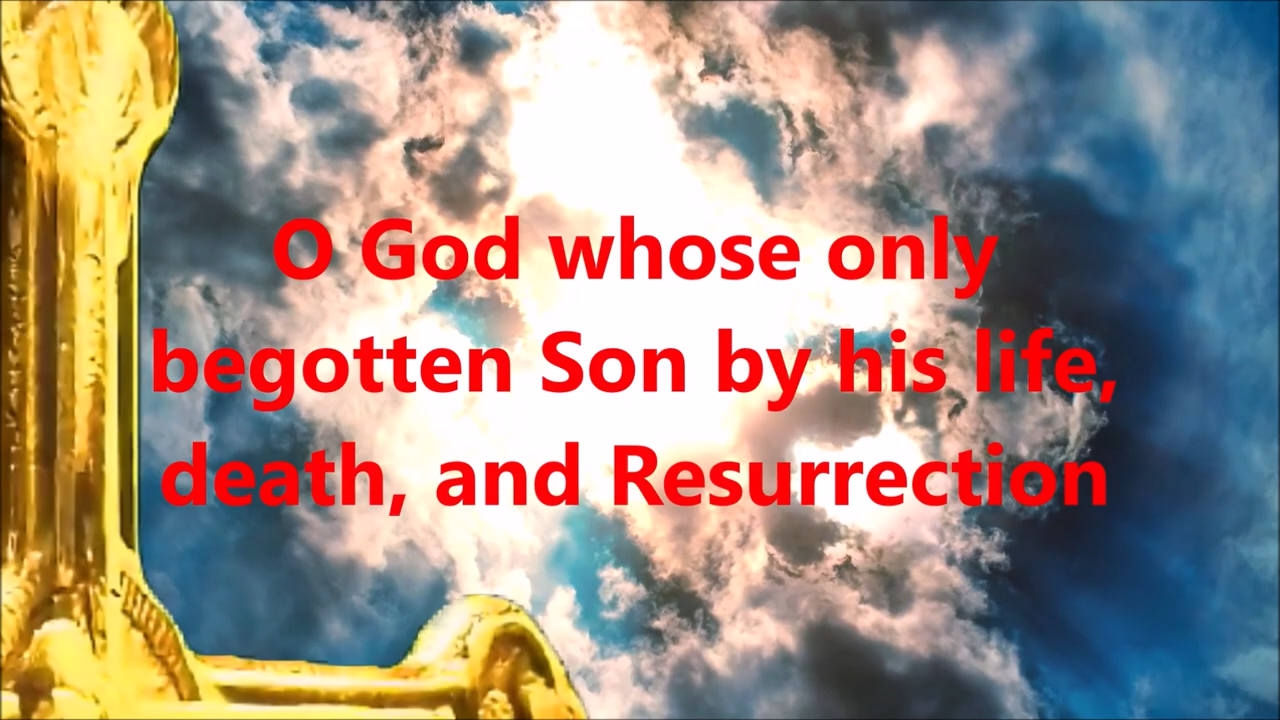 O God whose only
begotten Son by his life,
death, and Resurrection